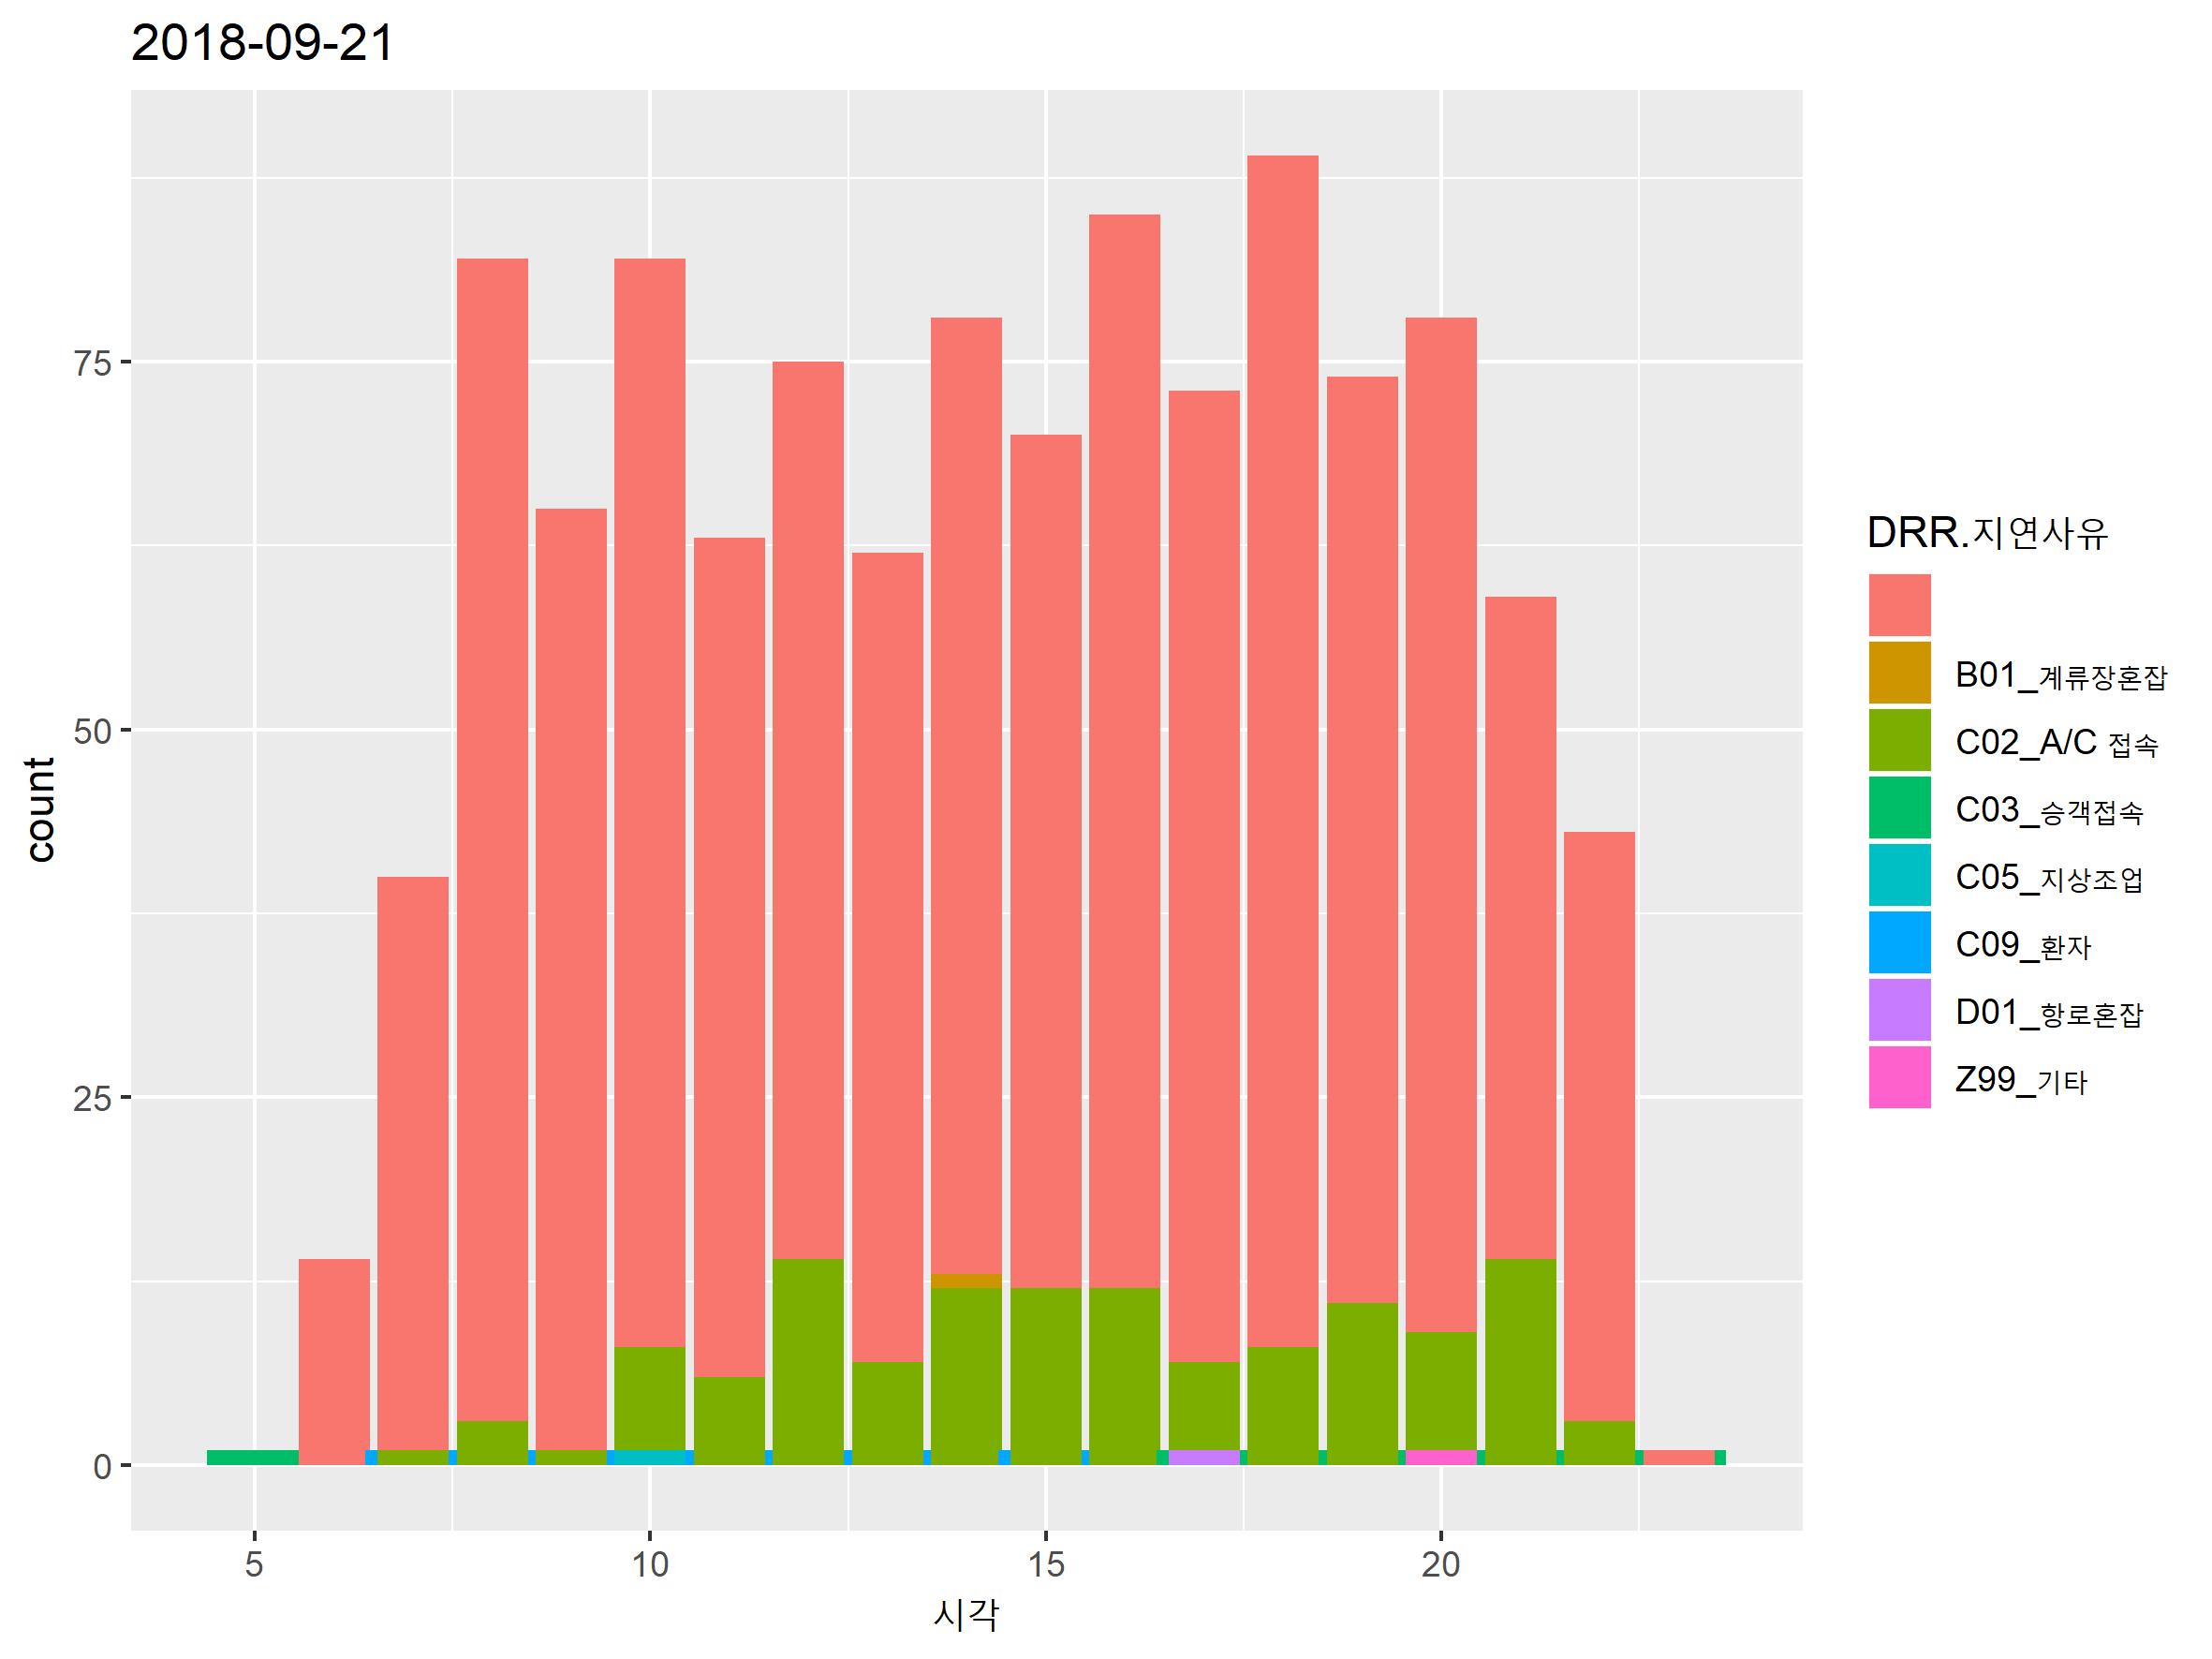 2018-09-21
75
50
25
0
count
5 10 15 20
시각
DRR.지연사유
B01_계류장혼잡
C02_A/C 접속
C03_승객접속
C05_지상조업
C09_환자
D01_항로혼잡
Z99_기타